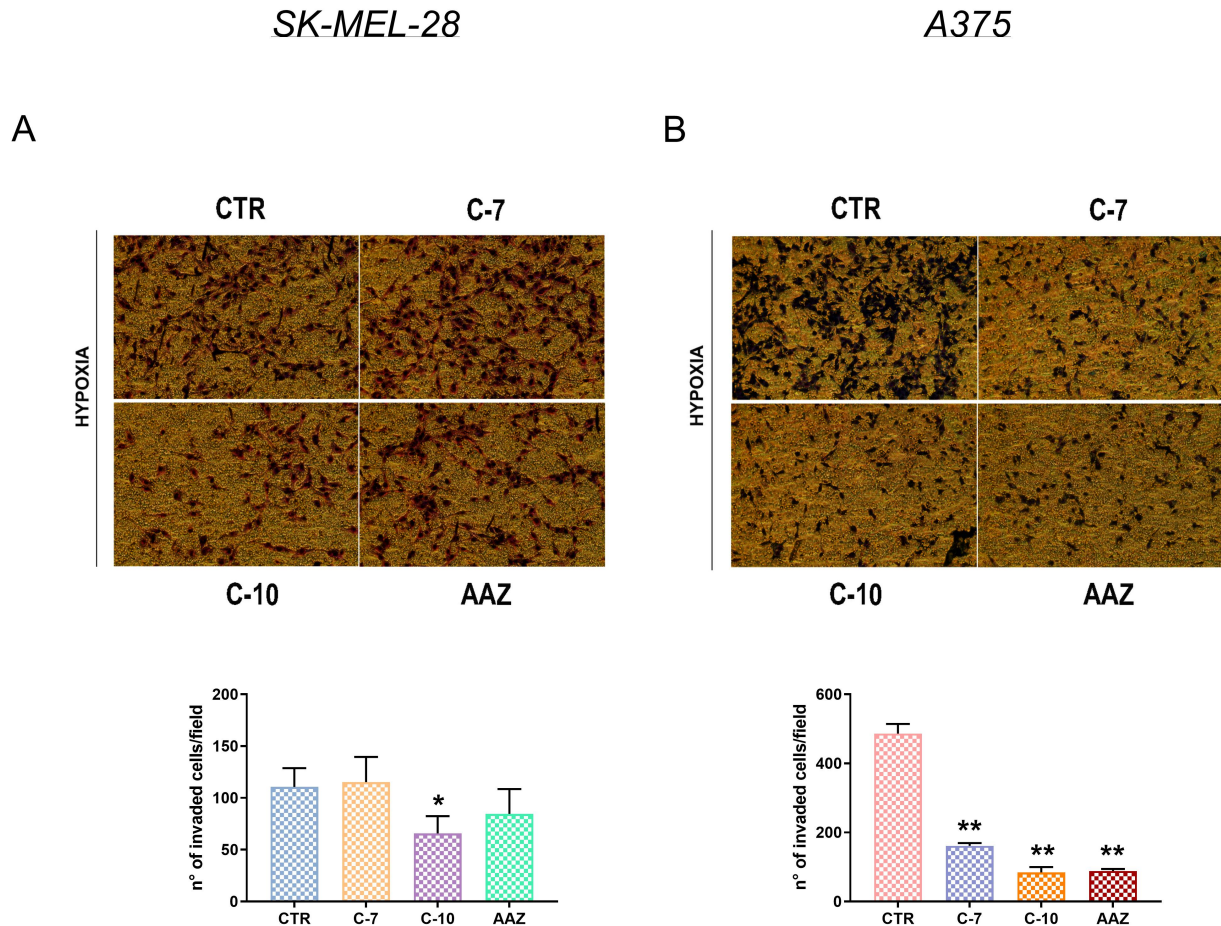 SK-MEL-28
A375
A
B
CTR
C-7
HYPOXIA
C-10
AAZ
CTR
C-7
HYPOXIA
C-10
AAZ
n° of invaded cells/field
200
150
100
50
0
*
CTR
C-7
C-10
AAZ
n° of invaded cells/field
600
400
200
0
**
**
**
CTR
C-7
C-10
AAZ